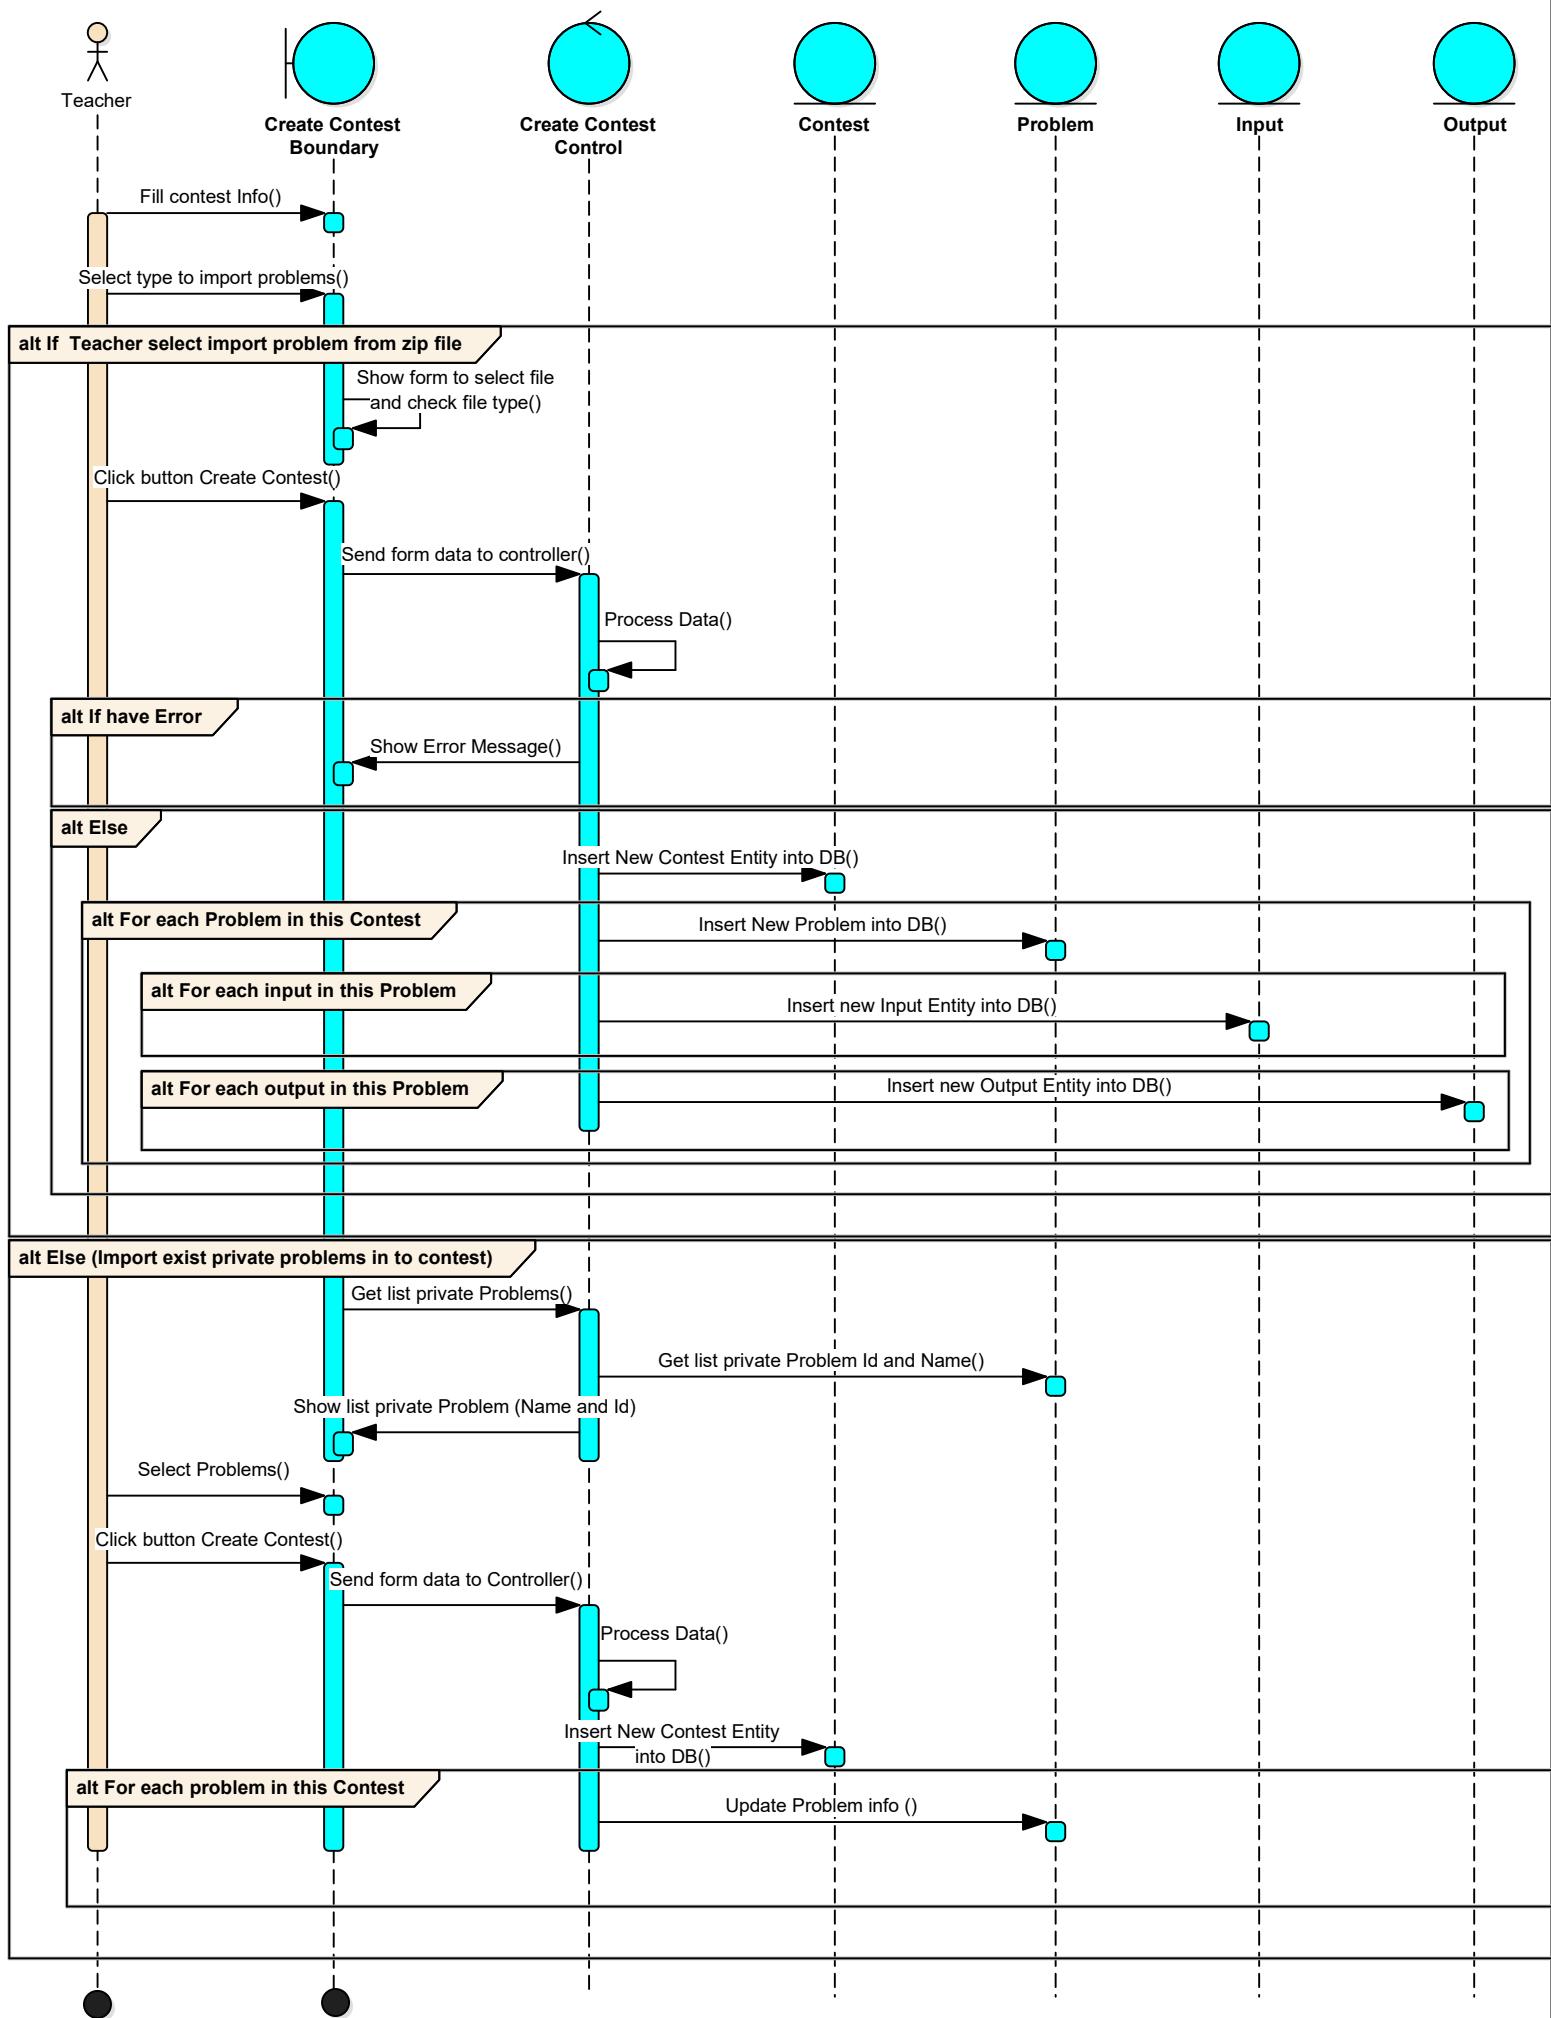 Teacher
Create Contest
Boundary
Create Contest
Control
Contest
Problem
Input
Output
Fill contest Info()
Select type to import problems()
alt If  Teacher select import problem from zip file
Show form to select file
and check file type()
Click button Create Contest()
Send form data to controller()
Process Data()
alt If have Error
Show Error Message()
alt Else
Insert New Contest Entity into DB()
alt For each Problem in this Contest
Insert New Problem into DB()
alt For each input in this Problem
Insert new Input Entity into DB()
alt For each output in this Problem
Insert new Output Entity into DB()
alt Else (Import exist private problems in to contest)
Get list private Problems()
Get list private Problem Id and Name()
Show list private Problem (Name and Id)
Select Problems()
Click button Create Contest()
Send form data to Controller()
Process Data()
Insert New Contest Entity
into DB()
alt For each problem in this Contest
Update Problem info ()